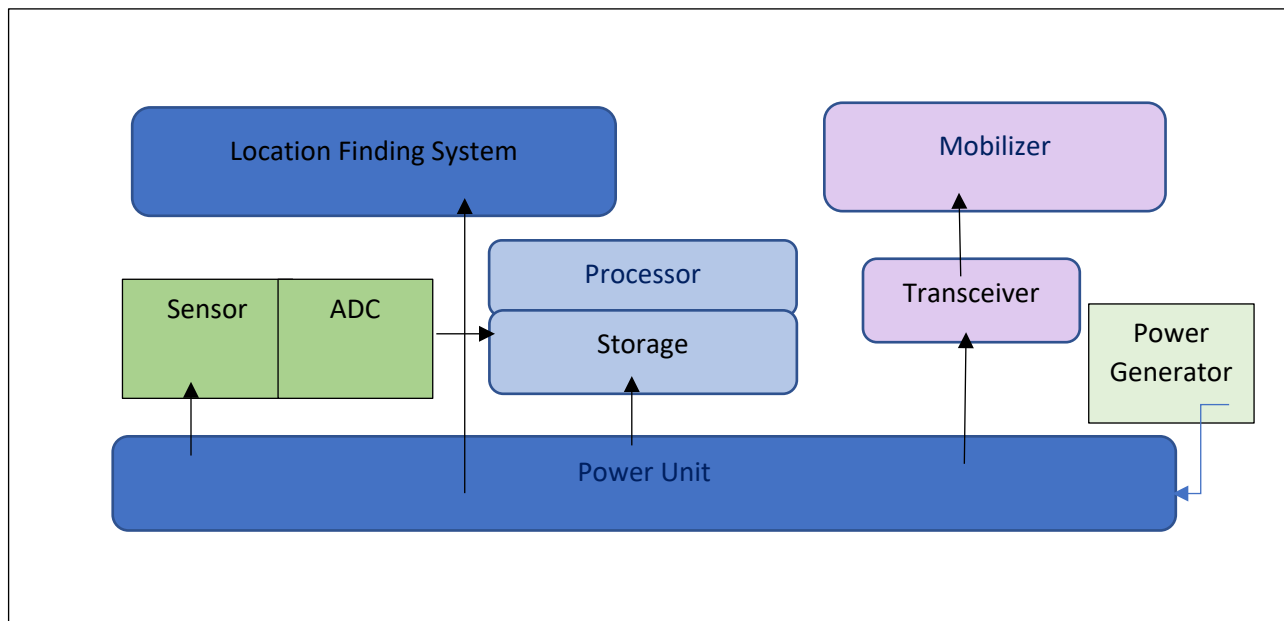 Location Finding System
Mobilizer
Processor
Transceiver
Sensor
ADC
Storage
Power
Generator
Power Unit